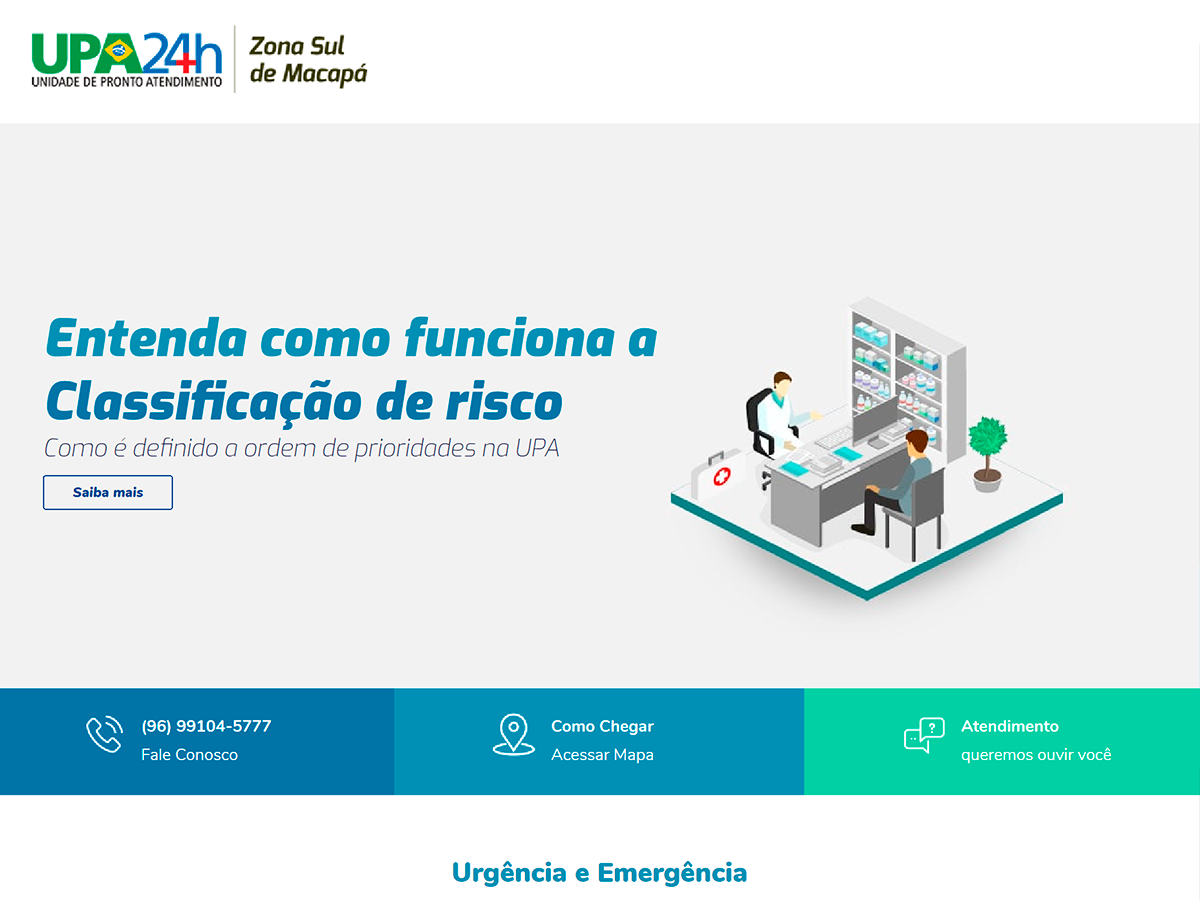 UPA24h
UNIDADE DE PRONTO ATENDIMENTO
Zona Sul
de Macapá
Entenda como funciona a
Classificação de risco
Como é definido a ordem de prioridades na UPA
Saiba mais
(96) 99104-5777
Fale Conosco
Como Chegar
Acessar Mapa
Atendimento
queremos ouvir você
Urgência e Emergência